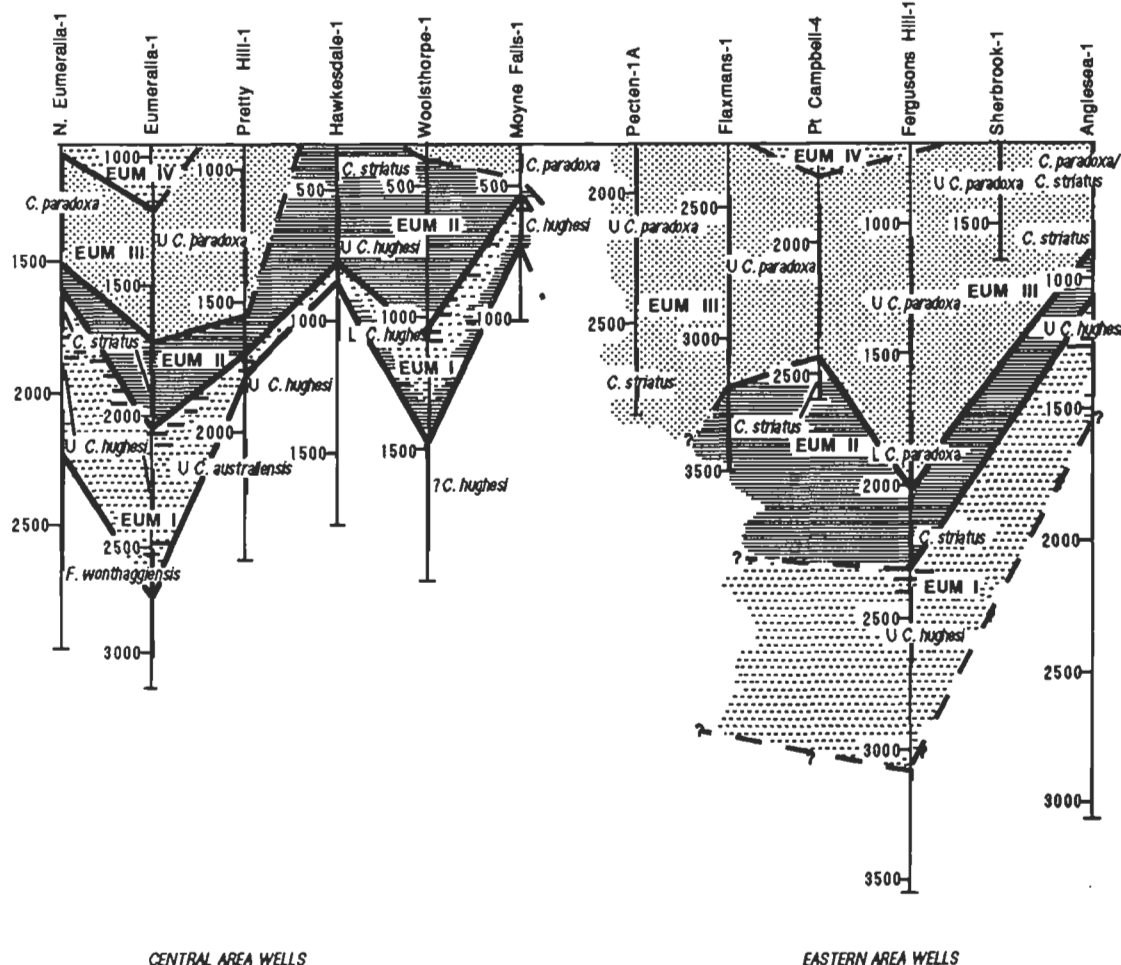 N. Eumeralla-1
Eumeralla-1
Pretty Hill-1
Hawkesdale-1
Woolsthorpe-1
Moyne Falls-1
Pecten-1A
Flaxmans-1
Pt Campbell-4
Fergusons Hill-1
Sherbrook-1
Anglesea-1
1000
1000
EUM IV
1000
C. paradoxa
U C. paradoxa
EUM III
1500
1500
1500
C. striatus
EUM II
2000
2000
2000
U C. hughesi
U C. australensis
EUM I
2500
2500
F. wonthaggiensis
3000
500
C. striatus
500
500
C. paradoxa
EUM II
C. hughesi
U C. hughesi
1000
1000
1000
L C. hughesi
EUM I
U C. hughesi
1500
1500
? C. hughesi
EUM IV
C. paradoxa/
C. striatus
2000
2500
U C. paradoxa
1000
U C. paradoxa
1500
2000
C. striatus
U C. paradoxa
EUM III
U C. paradoxa
EUM III
1000
2500
3000
1500
U C. hughesi
2500
C. striatus
C. striatus
EUM II
1500
?
?
3500
L C. paradoxa
2000
C. striatus
2000
?
EUM I
2500
U C. hughesi
2500
?
?
3000
3000
3500
CENTRAL AREA WELLS
EASTERN AREA WELLS